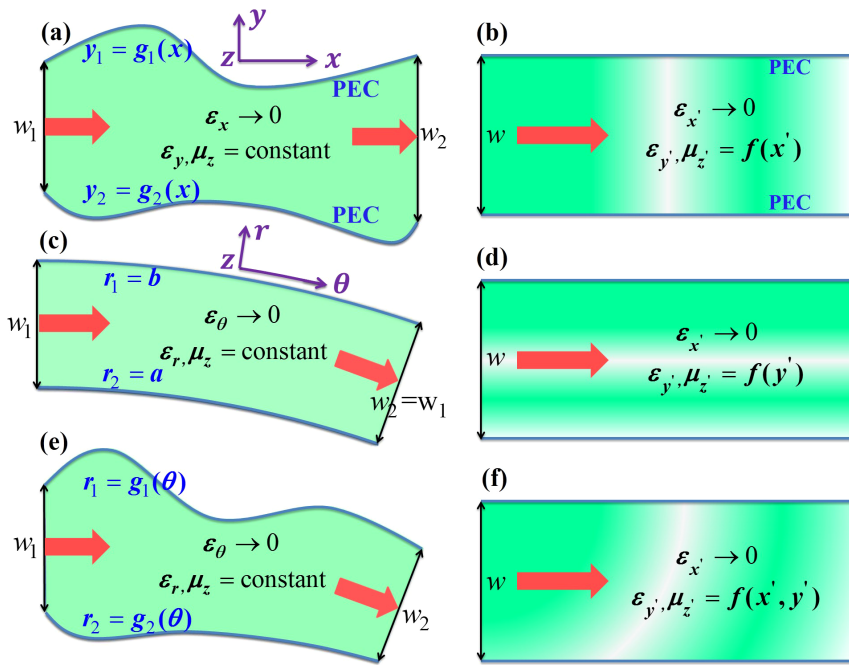 (a)
y
z
x
y₁ = g₁(x)
PEC
w₁
εₓ → 0
ε_y, μ_z = constant
w₂
y₂ = g₂(x)
PEC
(b)
PEC
w
ε_x' → 0
ε_y', μ_z' = f(x')
PEC
(c)
r
z
θ
r₁ = b
w₁
ε_θ → 0
ε_r, μ_z = constant
r₂ = a
w₂=w₁
(d)
w
ε_x' → 0
ε_y', μ_z' = f(y')
(e)
r₁ = g₁(θ)
w₁
ε_θ → 0
ε_r, μ_z = constant
w₂
r₂ = g₂(θ)
(f)
w
ε_x' → 0
ε_y', μ_z' = f(x', y')